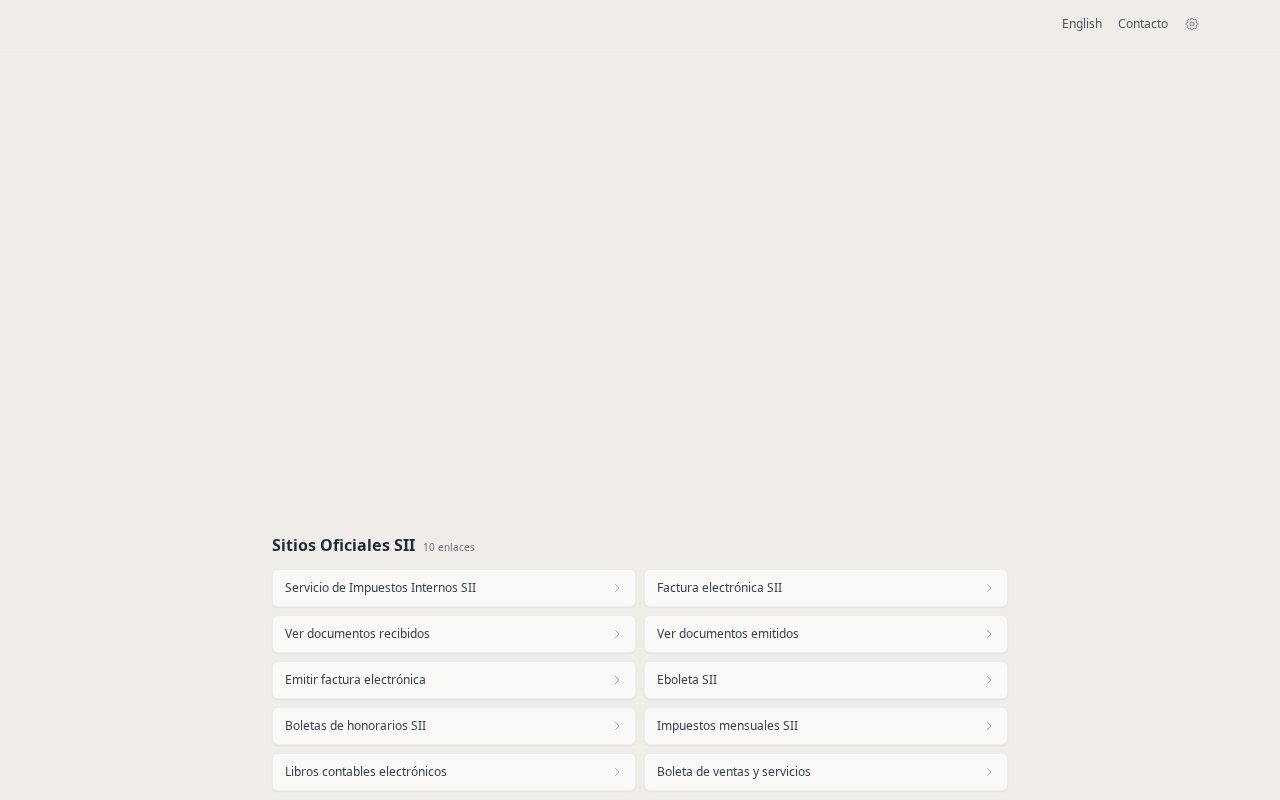 English Contacto
Sitios Oficiales SII 10 enlaces
Servicio de Impuestos Internos SII
Factura electrónica SII
Ver documentos recibidos
Ver documentos emitidos
Emitir factura electrónica
Eboleta SII
Boletas de honorarios SII
Impuestos mensuales SII
Libros contables electrónicos
Boleta de ventas y servicios